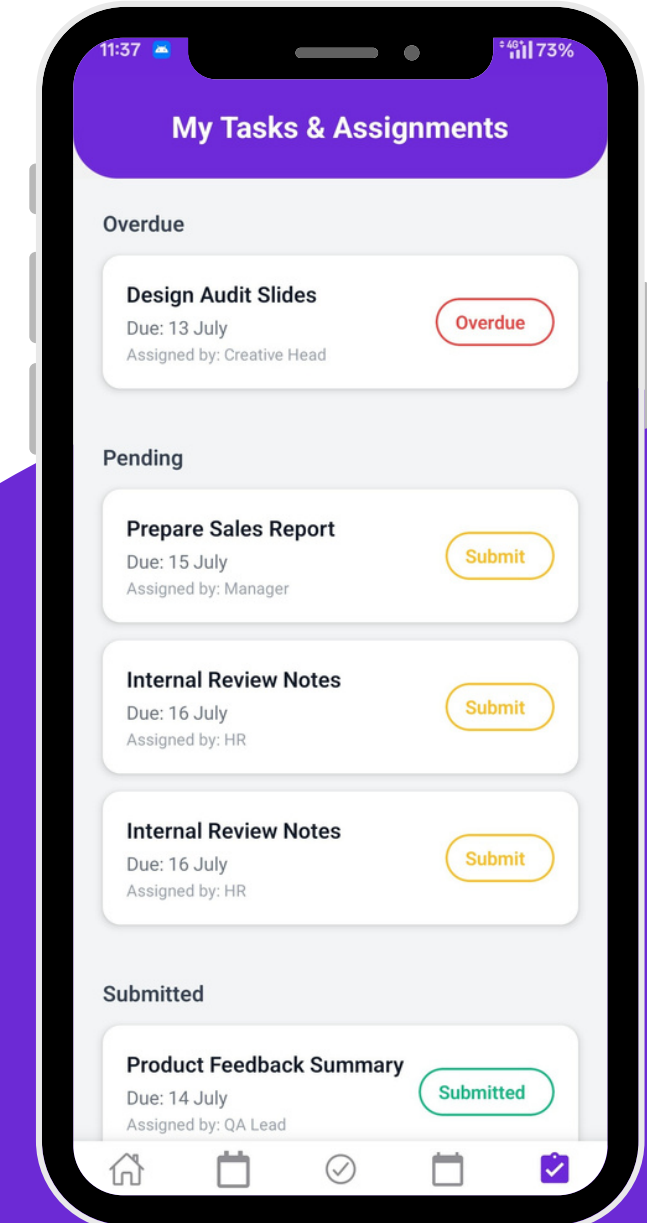 11:37
4G 73%
My Tasks & Assignments
Overdue
Design Audit Slides
Due: 13 July
Assigned by: Creative Head
Overdue
Pending
Prepare Sales Report
Due: 15 July
Assigned by: Manager
Submit
Internal Review Notes
Due: 16 July
Assigned by: HR
Submit
Internal Review Notes
Due: 16 July
Assigned by: HR
Submit
Submitted
Product Feedback Summary
Due: 14 July
Assigned by: QA Lead
Submitted